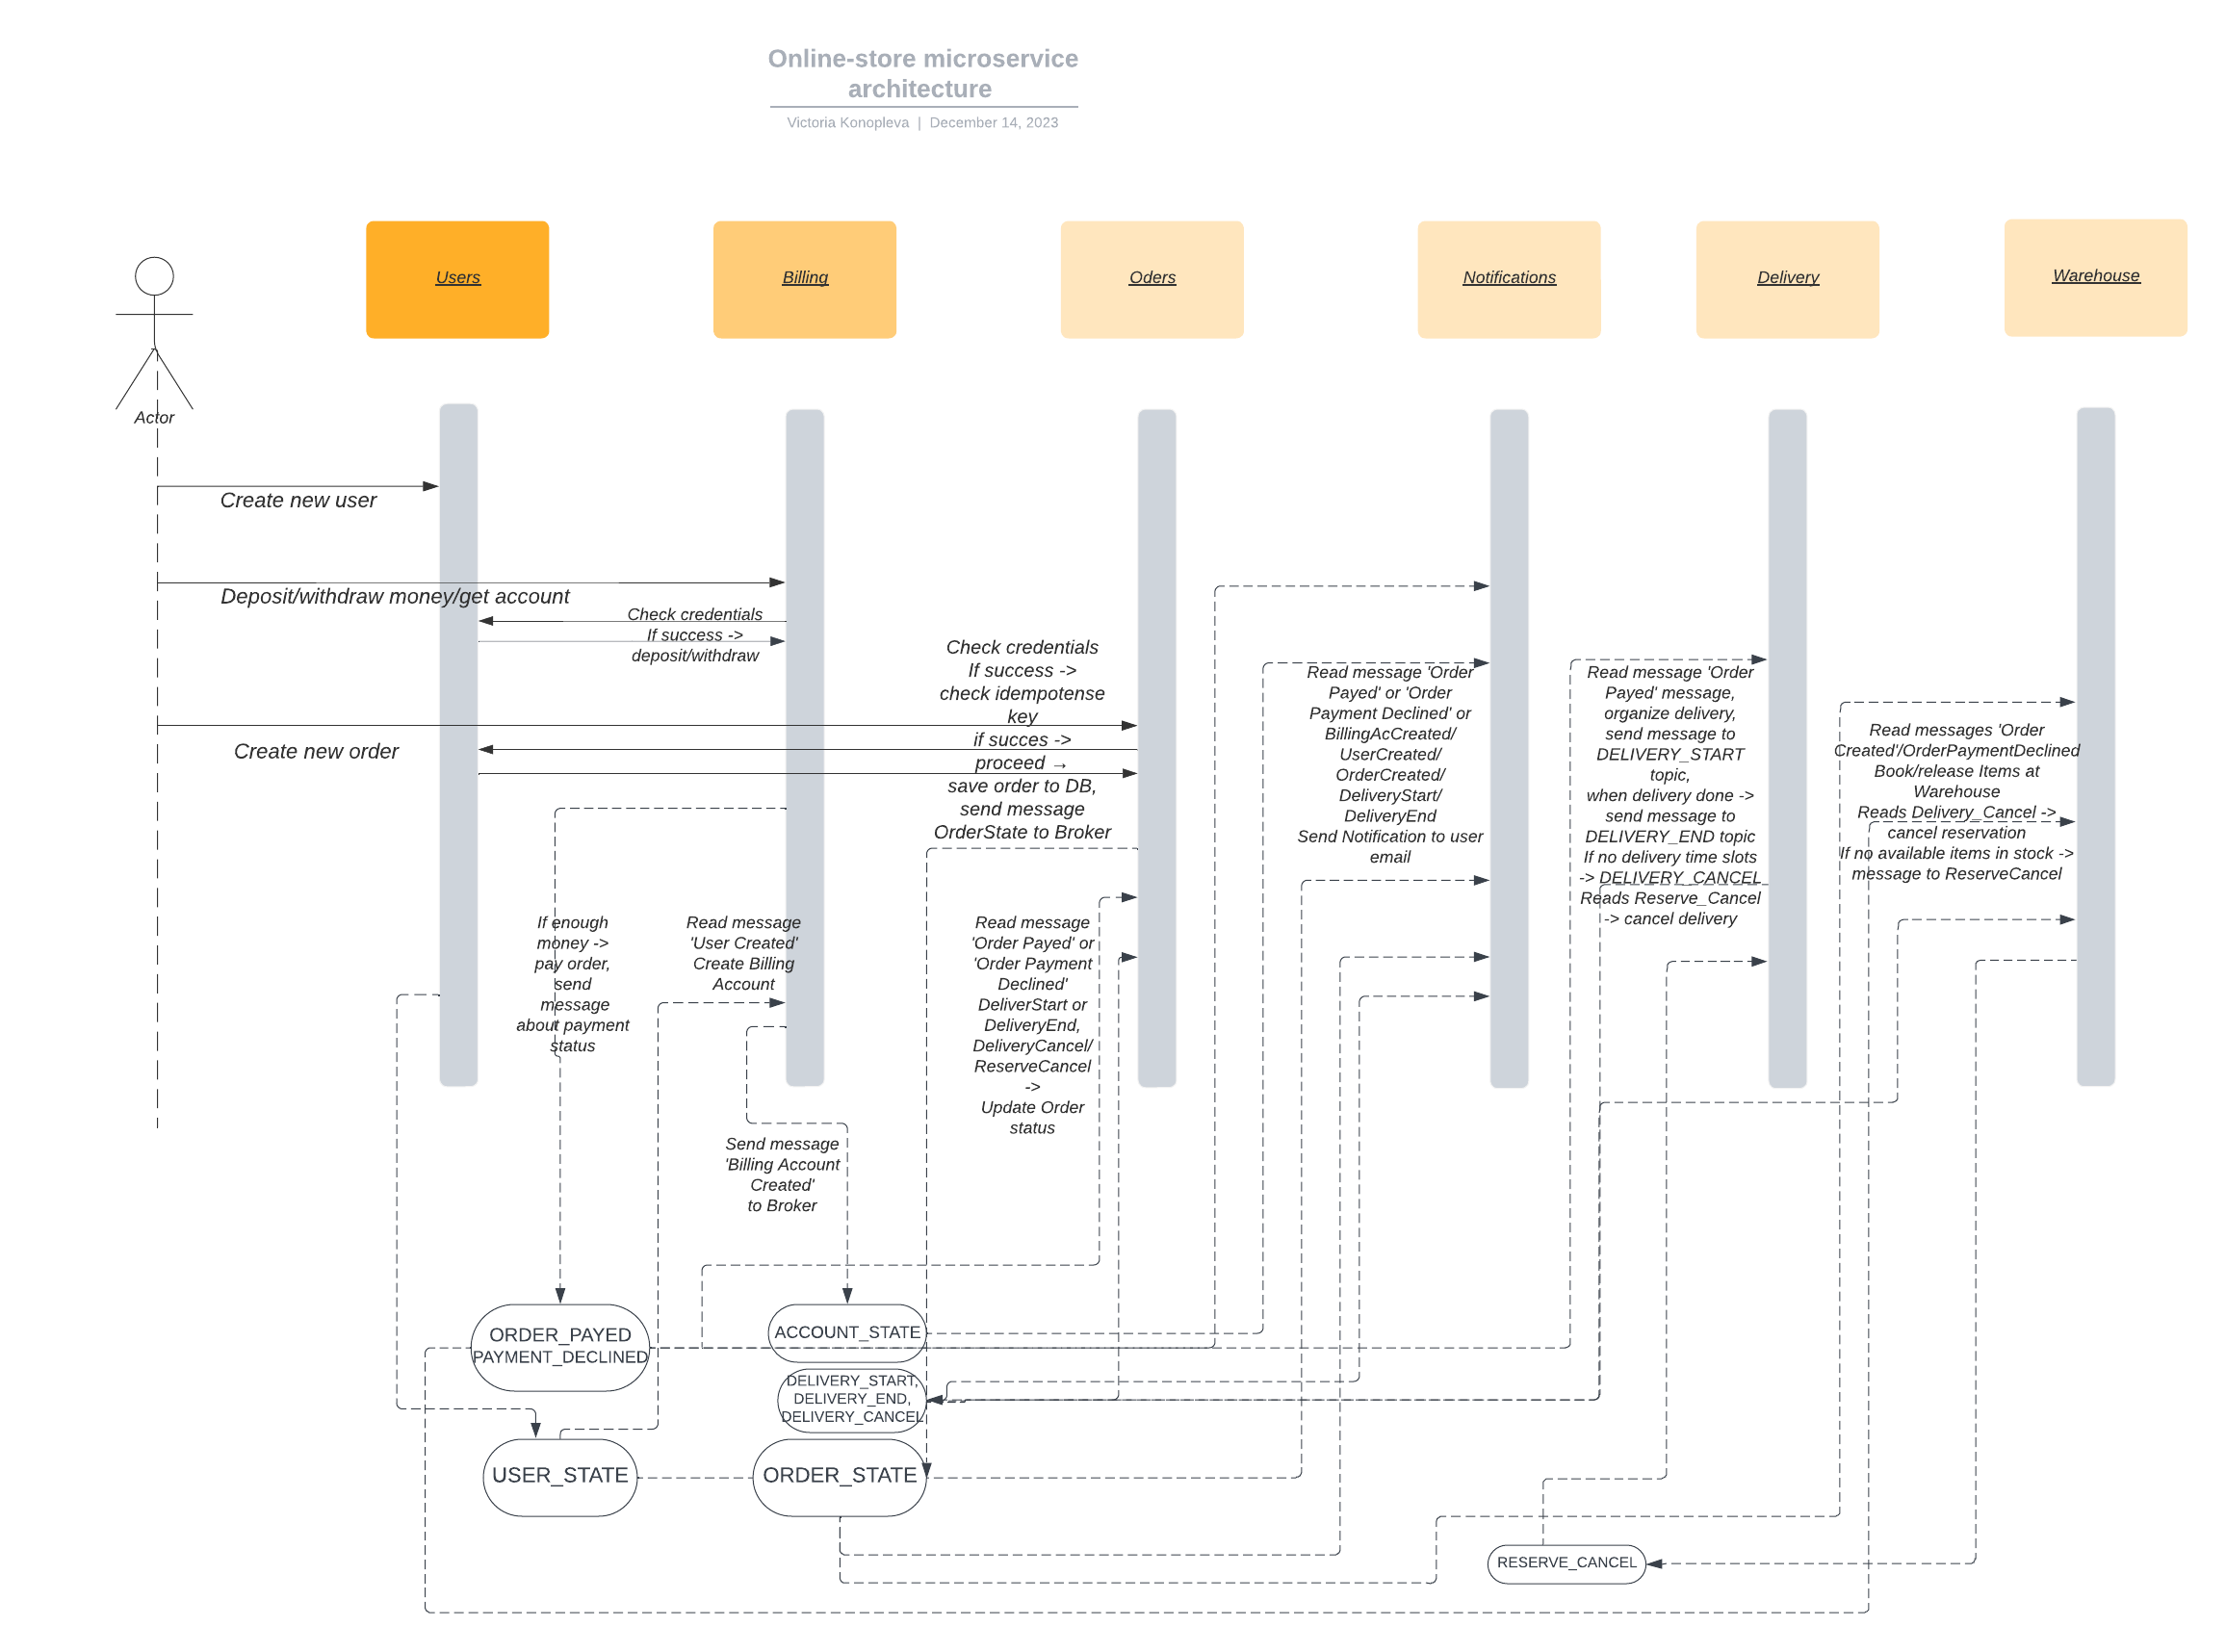 Online-store microservice
architecture
Victoria Konopleva | December 14, 2023
Users
Billing
Oders
Notifications
Delivery
Warehouse
Actor
Create new user
Deposit/withdraw money/get account
Check credentials
If success ->
deposit/withdraw
Create new order
Check credentials
If success ->
check idempotense
key
if succes ->
proceed →
save order to DB,
send message
OrderState to Broker
Read message 'Order
Payed' or 'Order
Payment Declined' or
BillingAcCreated/
UserCreated/
OrderCreated/
DeliveryStart/
DeliveryEnd
Send Notification to user
email
Read message 'Order
Payed' message,
organize delivery,
send message to
DELIVERY_START
topic,
when delivery done ->
send message to
DELIVERY_END topic
If no delivery time slots
-> DELIVERY_CANCEL
Reads Reserve_Cancel
-> cancel delivery
Read messages 'Order
Created'/OrderPaymentDeclined
Book/release Items at
Warehouse
Reads Delivery_Cancel ->
cancel reservation
If no available items in stock ->
message to ReserveCancel
If enough
money ->
pay order,
send
message
about payment
status
Read message
'User Created'
Create Billing
Account
Read message
'Order Payed' or
'Order Payment
Declined'
DeliverStart or
DeliveryEnd,
DeliveryCancel/
ReserveCancel
->
Update Order
status
Send message
'Billing Account
Created'
to Broker
ORDER_PAYED
PAYMENT_DECLINED
ACCOUNT_STATE
DELIVERY_START,
DELIVERY_END,
DELIVERY_CANCEL
USER_STATE
ORDER_STATE
RESERVE_CANCEL